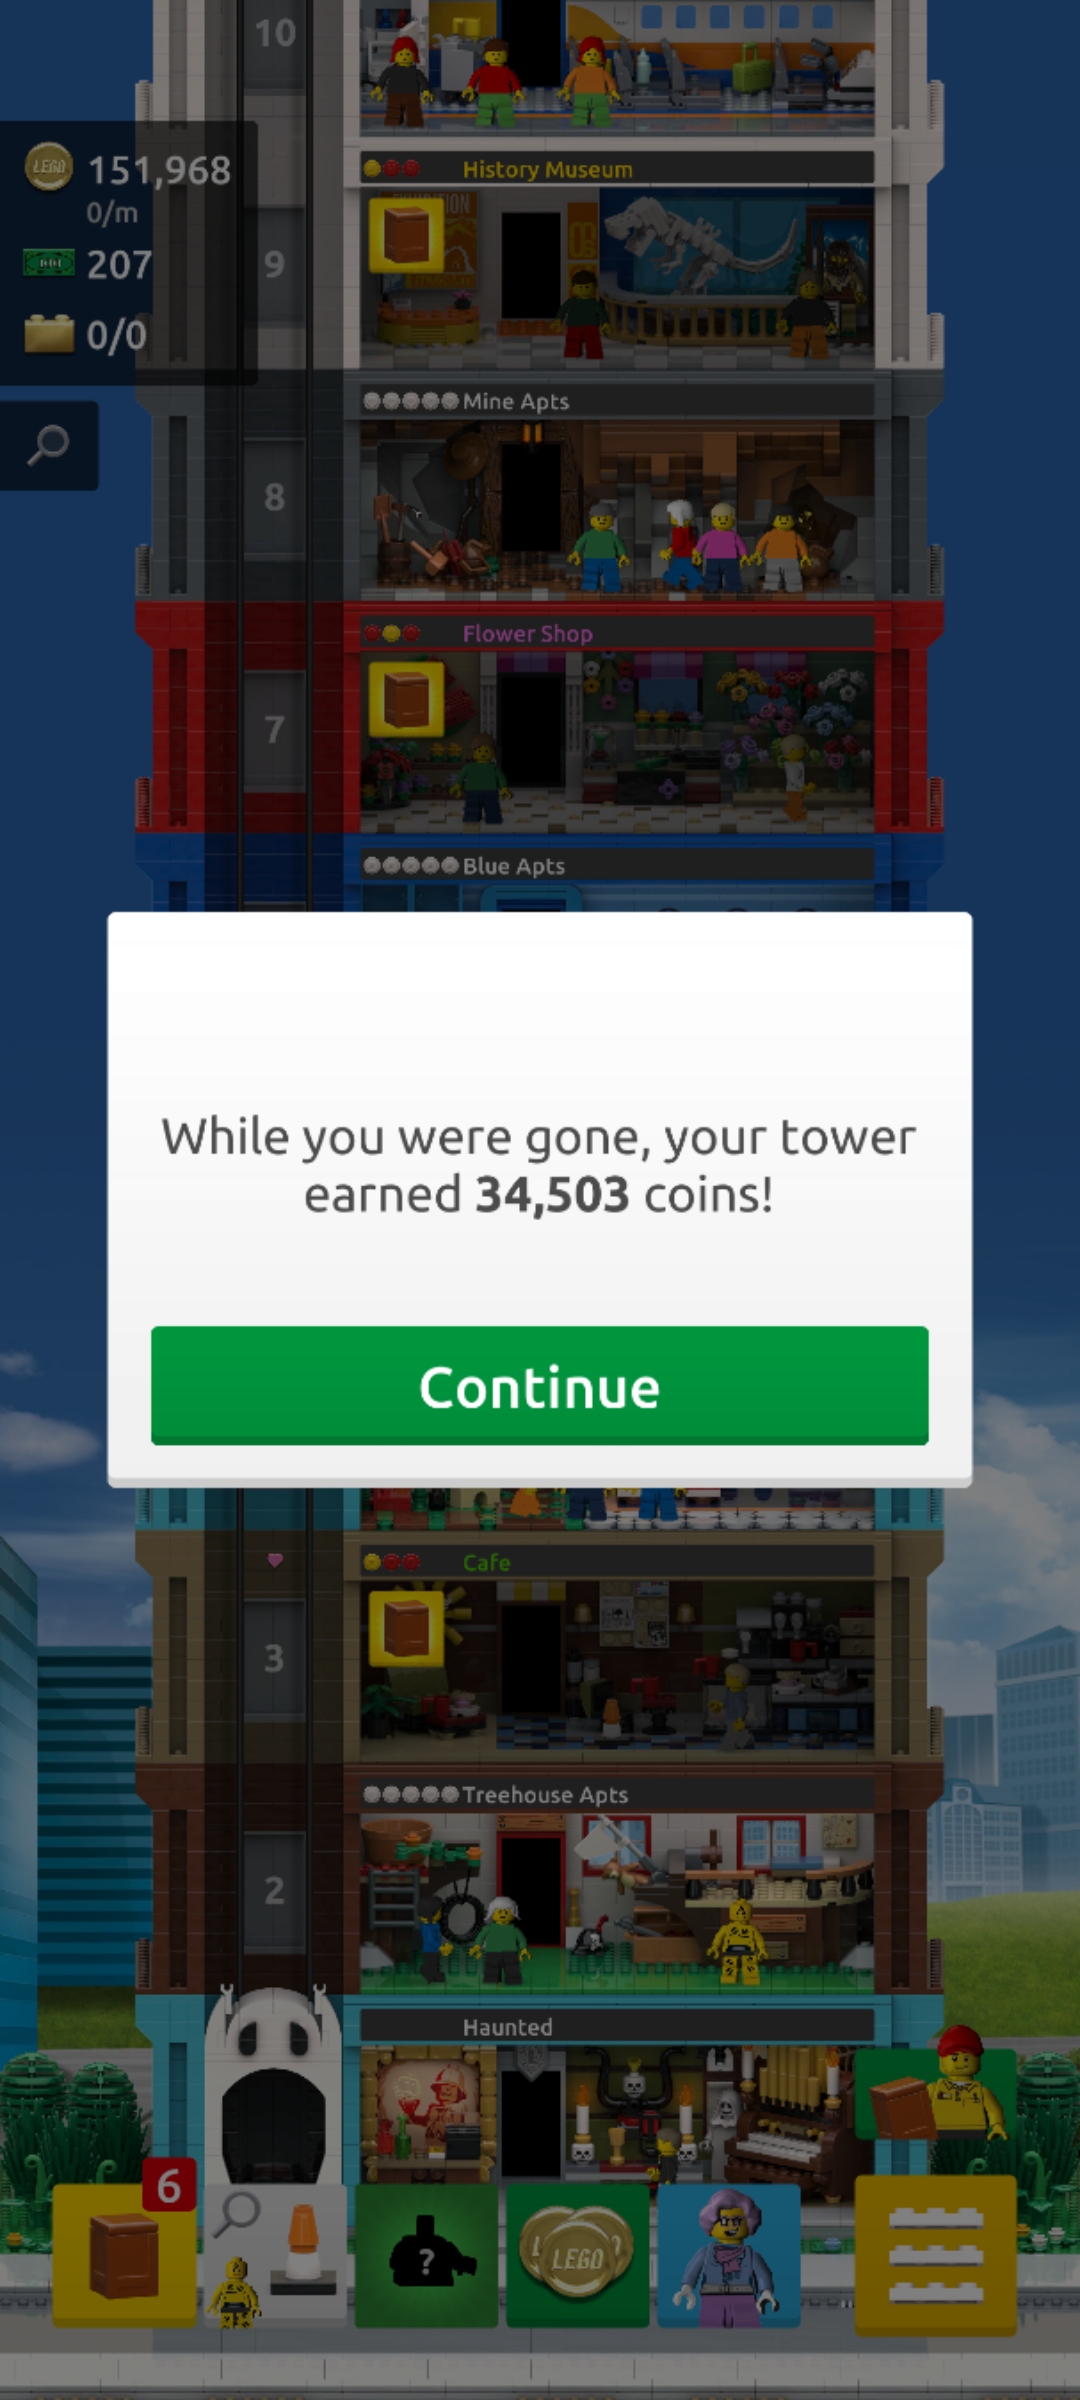 10
LEGO 151,968
0/m
207
0/0
History Museum
9
Mine Apts
8
Flower Shop
7
Blue Apts
While you were gone, your tower
earned 34,503 coins!
Continue
Cafe
3
Treehouse Apts
2
Haunted
6
?
LEGO